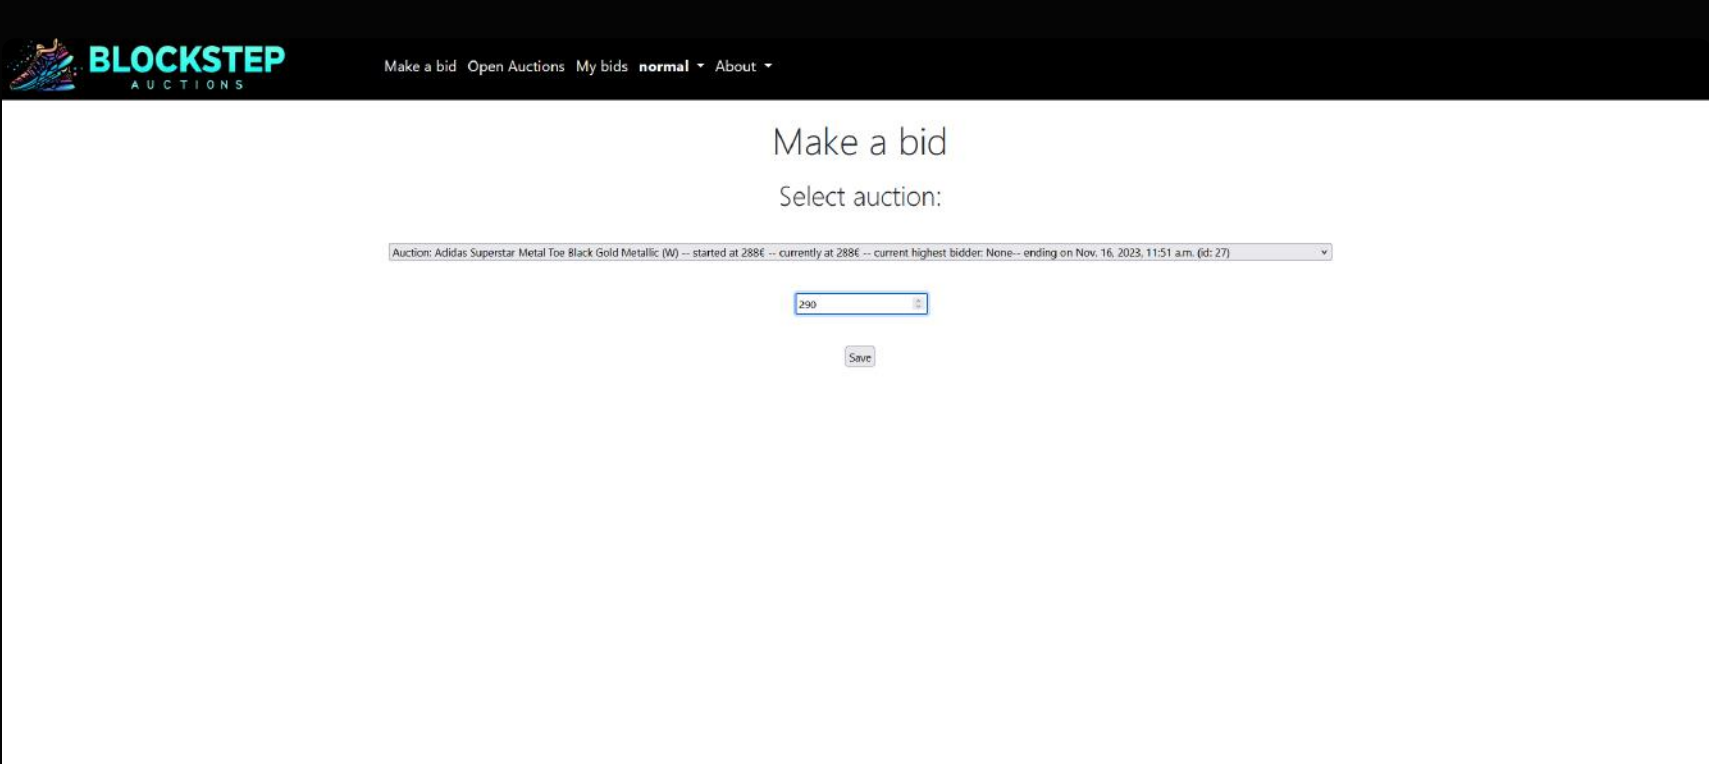 BLOCKSTEP
AUCTIONS
Make a bid Open Auctions My bids normal About
Make a bid
Select auction:
Auction: Adidas Superstar Metal Toe Black Gold Metallic (W) -- started at 288€ -- currently at 288€ -- current highest bidder: None-- ending on Nov. 16, 2023, 11:51 a.m. (id: 27)
290
Save